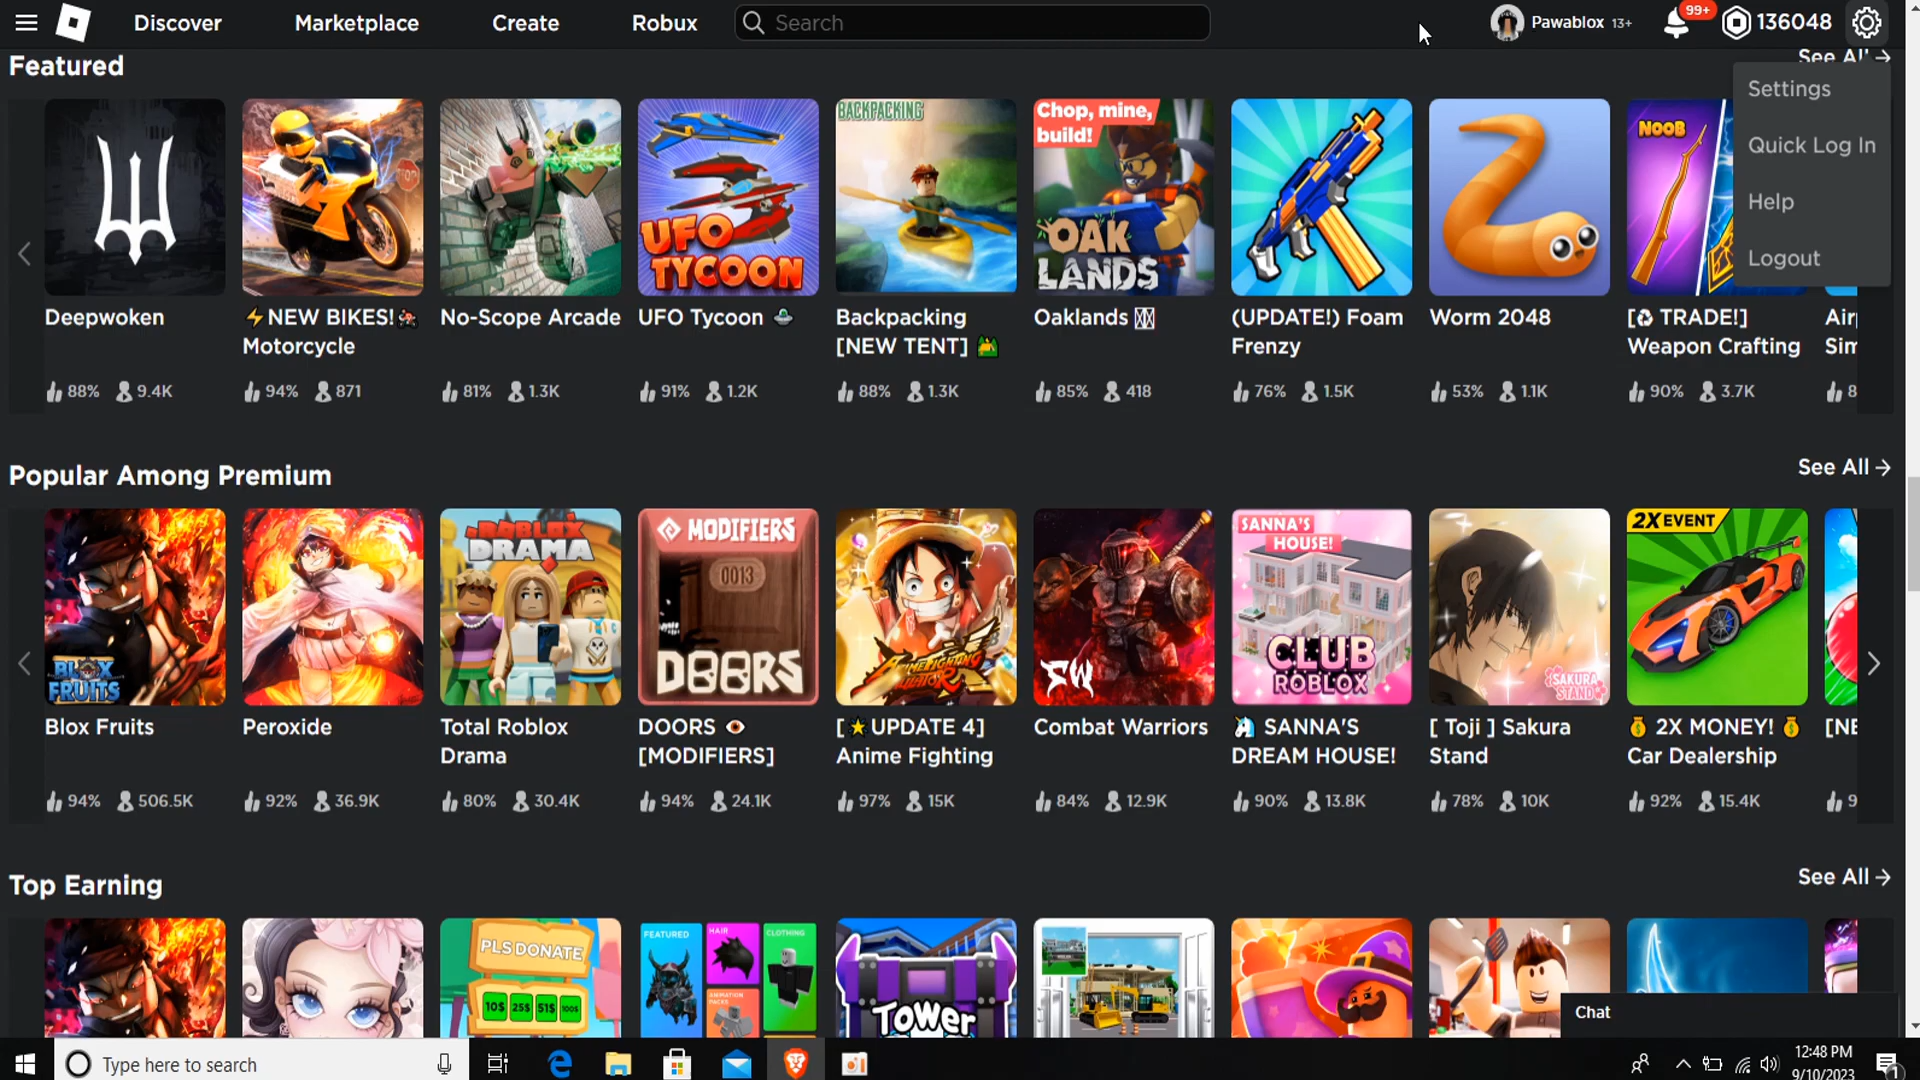 Discover
Marketplace
Create
Robux
Search
Pawablox 13+
99+
136048
Featured
Settings
Quick Log In
Help
Logout
BACKPACKING
Chop, mine,
build!
NOOB
UFO
TYCOON
OAK
LANDS
Deepwoken
NEW BIKES!
Motorcycle
No-Scope Arcade
UFO Tycoon
Backpacking
[NEW TENT]
Oaklands
(UPDATE!) Foam
Frenzy
Worm 2048
[♻ TRADE!]
Weapon Crafting
88% 9.4K
94% 871
81% 1.3K
91% 1.2K
88% 1.3K
85% 418
76% 1.5K
53% 1.1K
90% 3.7K
Popular Among Premium
See All →
BLOX
FRUITS
ROBLOX
DRAMA
MODIFIERS
0013
DOORS
SANNA'S
HOUSE!
CLUB
ROBLOX
SAKURA
STAND
2X EVENT
Blox Fruits
Peroxide
Total Roblox
Drama
DOORS
[MODIFIERS]
[⭐UPDATE 4]
Anime Fighting
Combat Warriors
SANNA'S
DREAM HOUSE!
[ Toji ] Sakura
Stand
2X MONEY!
Car Dealership
94% 506.5K
92% 36.9K
80% 30.4K
94% 24.1K
97% 15K
84% 12.9K
90% 13.8K
78% 10K
92% 15.4K
Top Earning
See All →
PLS DONATE
10$ 25$ 51$ 100$
FEATURED
HAIR
CLOTHING
ANIMATION
PACKS
TOWER
Chat
Type here to search
12:48 PM
9/10/2023